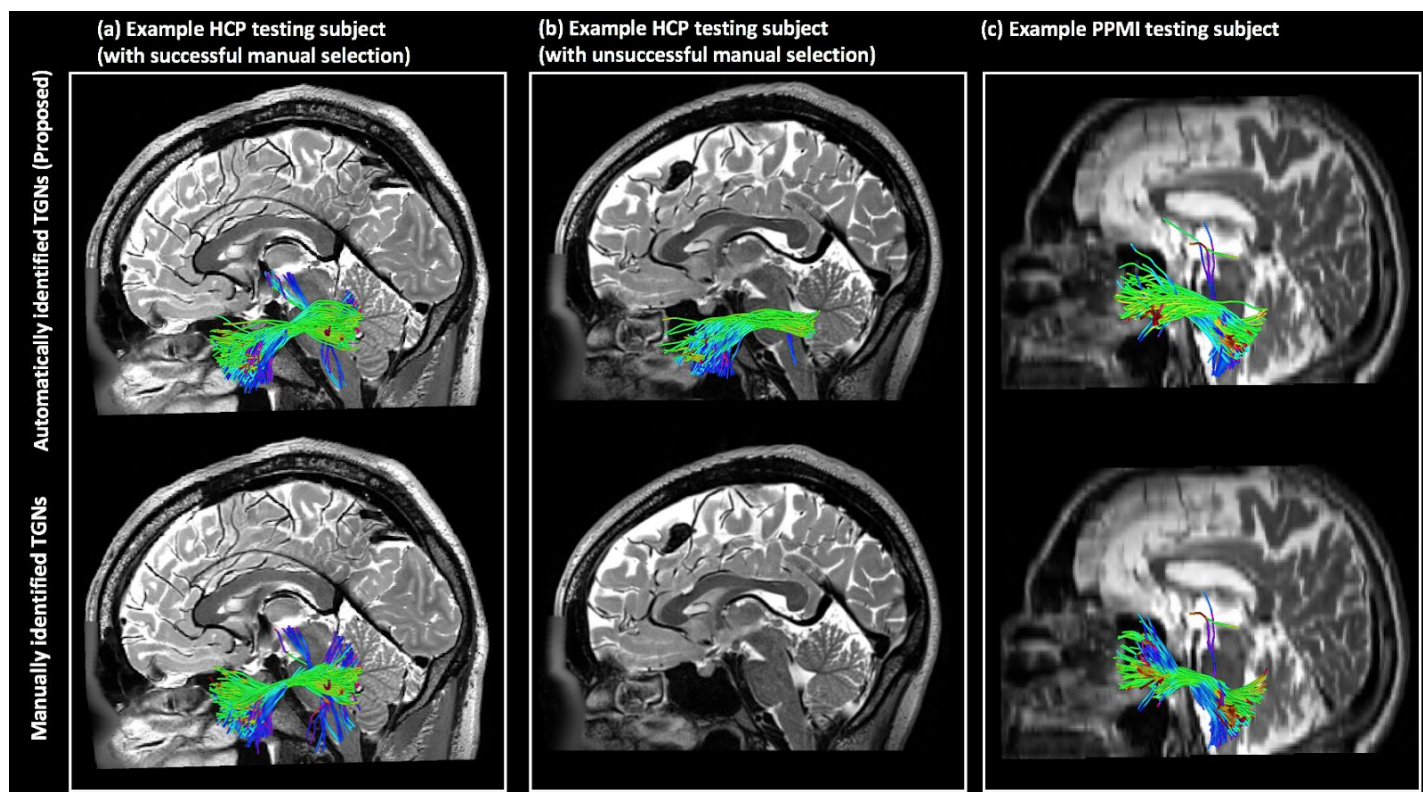 (a) Example HCP testing subject
(with successful manual selection)
(b) Example HCP testing subject
(with unsuccessful manual selection)
(c) Example PPMI testing subject
Automatically identified TGNs (Proposed)
Manually identified TGNs